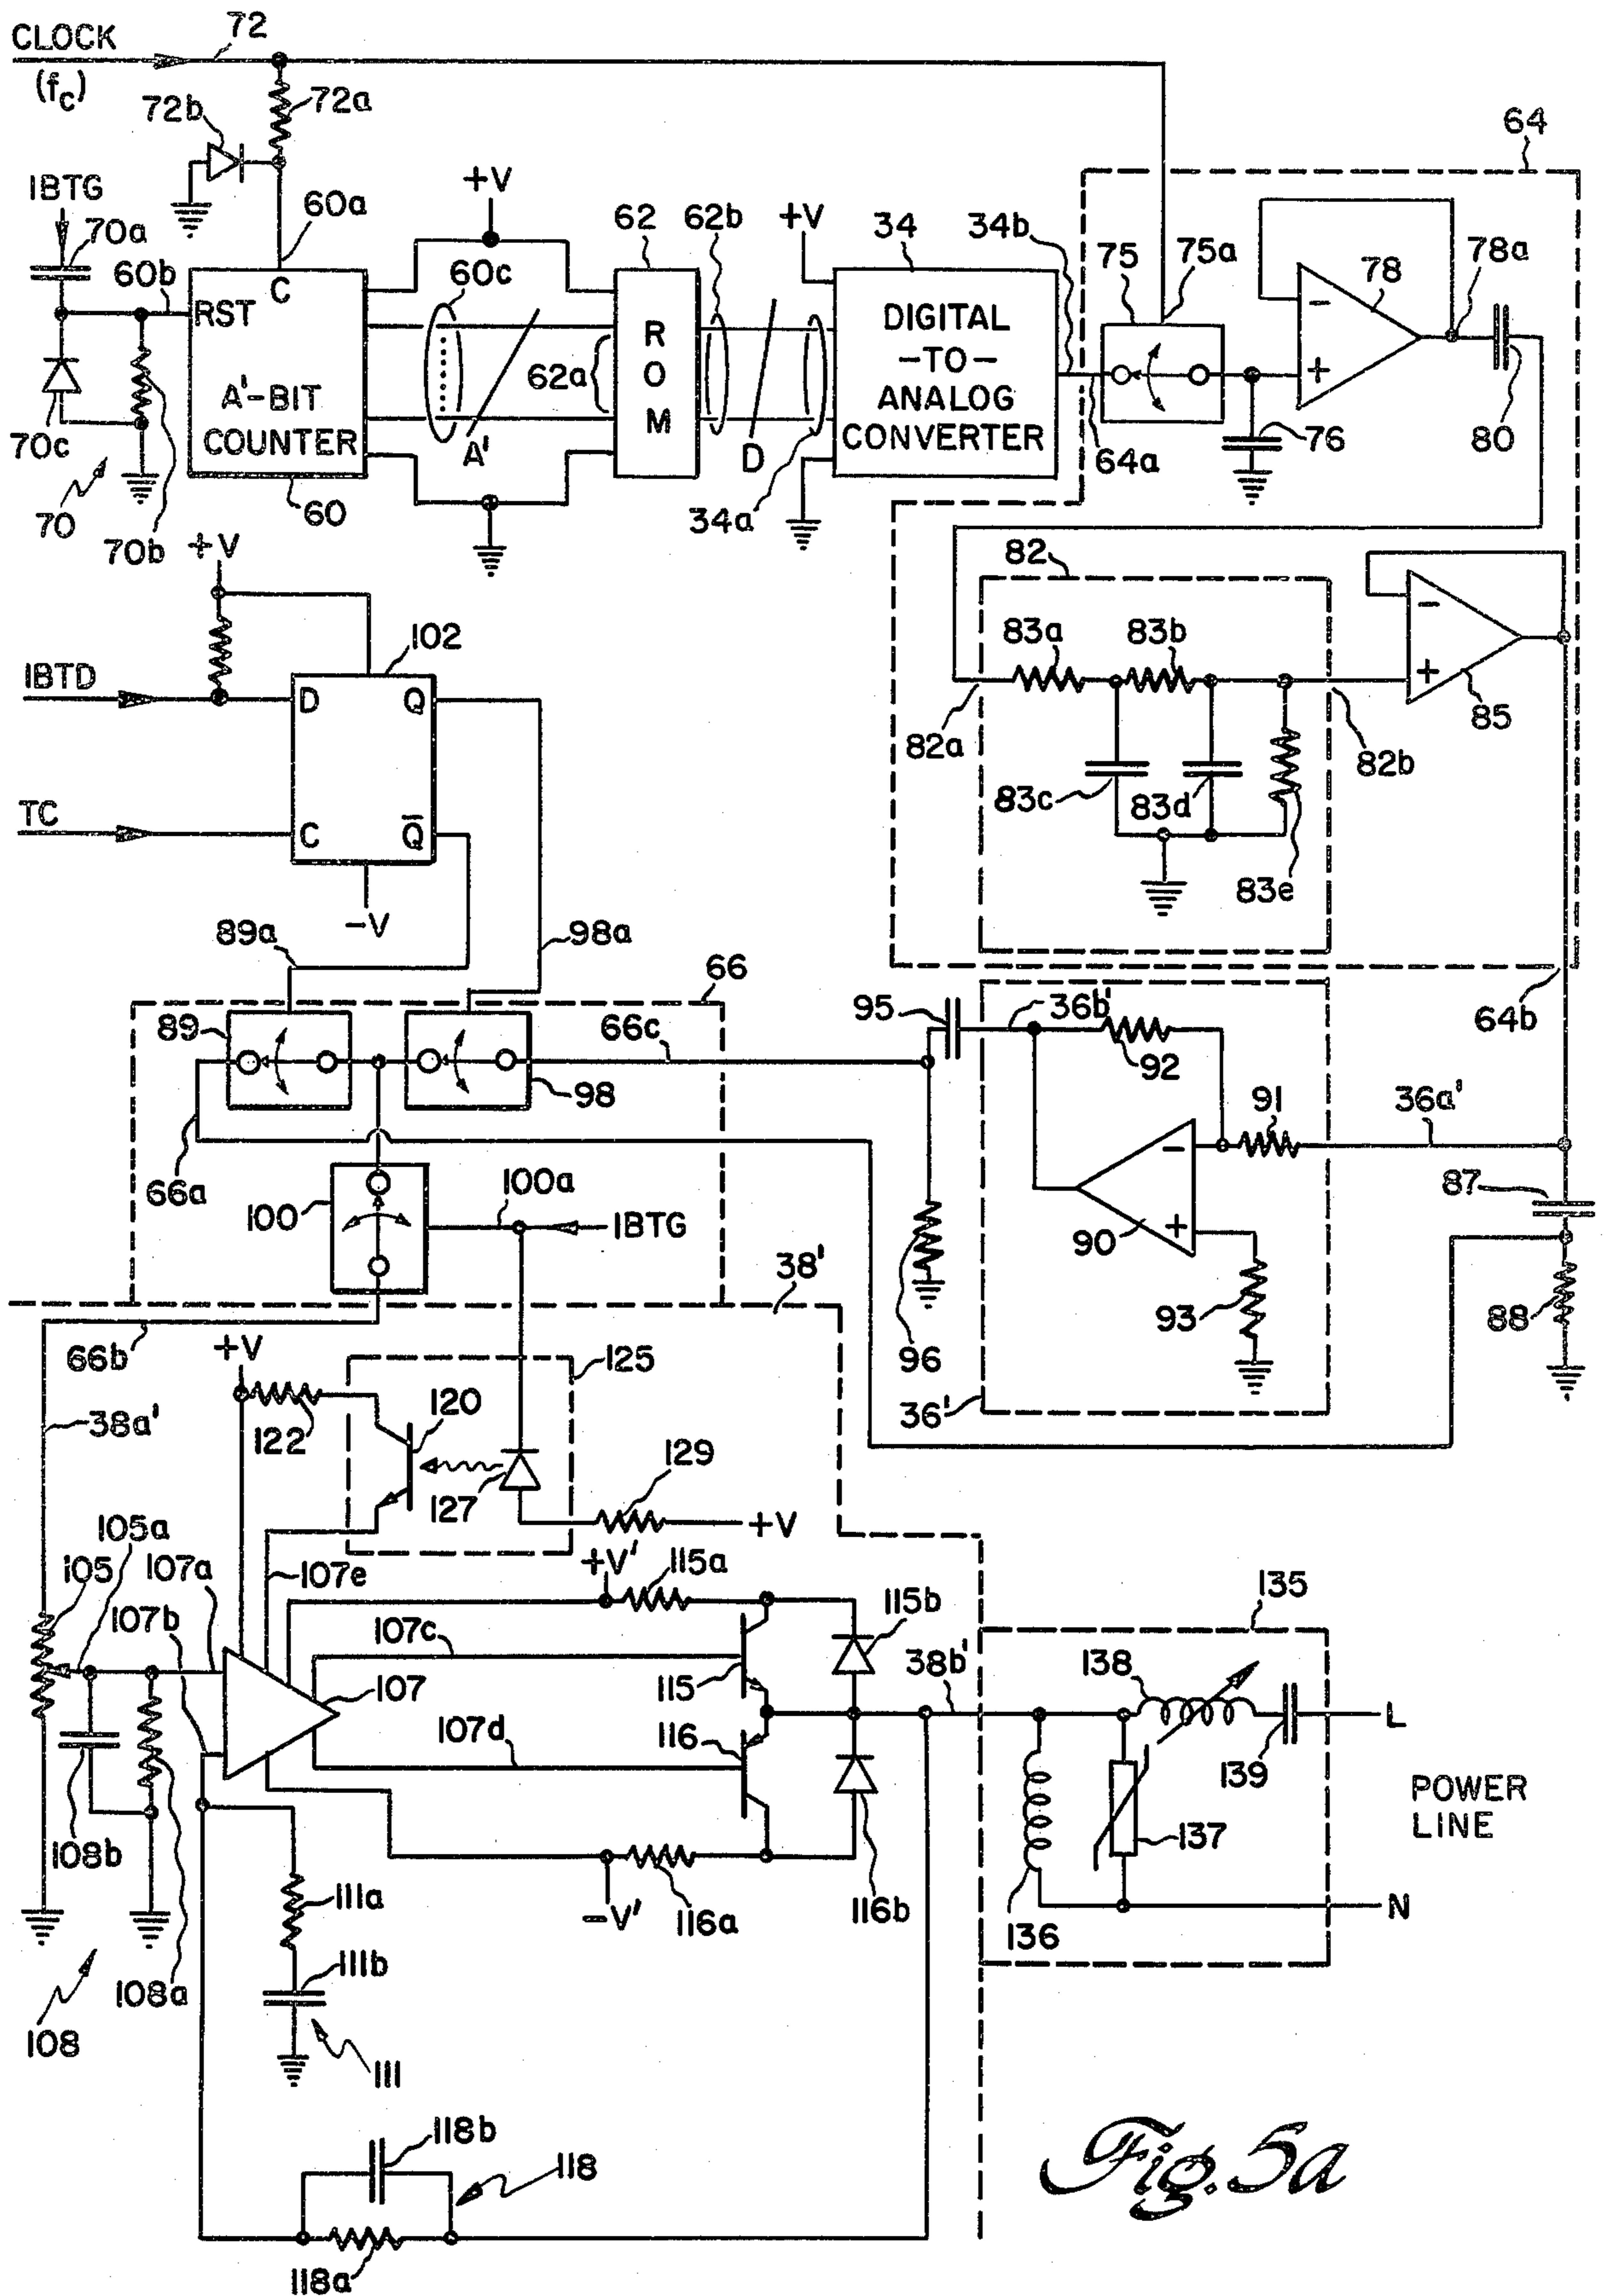 CLOCK
72
(fc)
72b
72a
64
IBTG
70a
60b
60a
+V
62
62b
+V
34
34b
75
75a
78
78a
60c
RST
C
A'-BIT
COUNTER
ROM
62a
DIGITAL
-TO-
ANALOG
CONVERTER
-
+
70c
A'
D
64a
76
80
70
60
34a
70b
+V
82
102
83a
83b
-
+
IBTD
D
Q
85
82a
82b
TC
C
Q̅
83c
83d
83e
-V
89a
98a
66
95
36b'
64b
89
66c
98
92
91
36a'
66a
100
100a
IBTG
-
+
90
87
38'
93
88
66b
+V
125
96
36'
38a'
120
122
127
129
+V
105a
105
107a
107e
+V'
115a
135
107b
107c
115b
38b'
138
107
115
L
107d
116
139
POWER
LINE
108b
137
111a
-V'
116a
116b
136
N
108a
111b
108
111
118b
118
118a
Fig. 5a